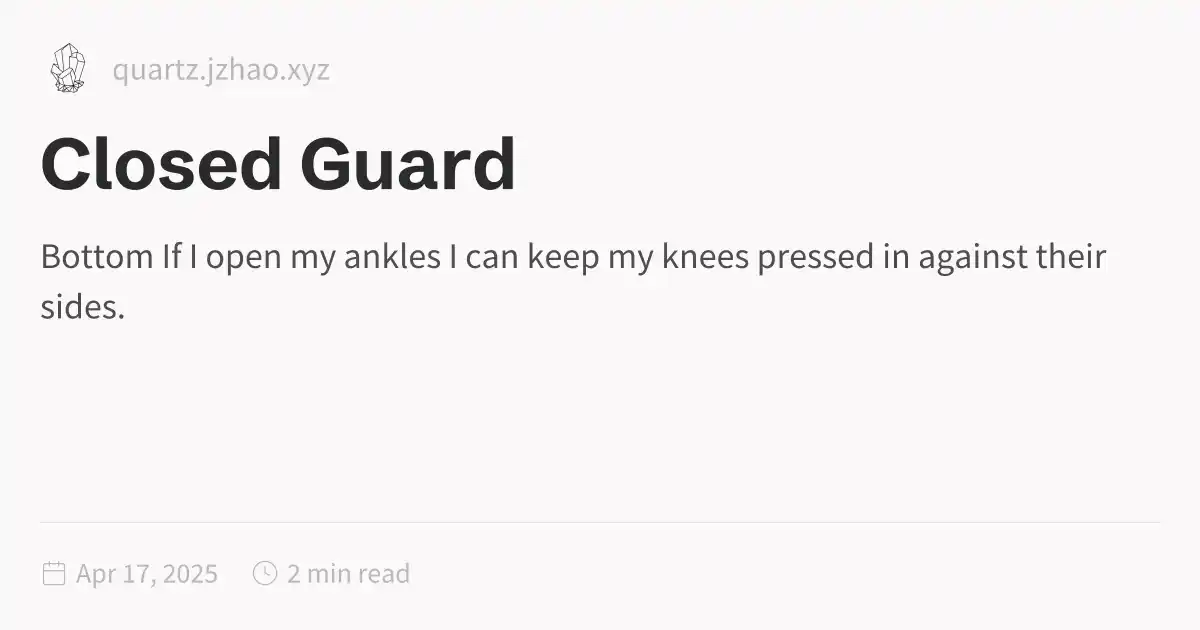 quartz.jzhao.xyz
Closed Guard
Bottom If I open my ankles I can keep my knees pressed in against their
sides.
Apr 17, 2025 2 min read